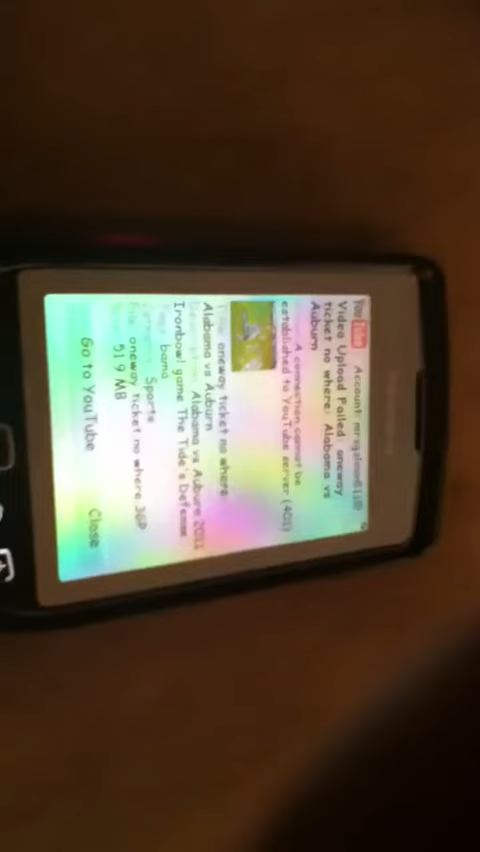 YouTube Account:
Video Upload Failed: oneway
ticket no where: Alabama vs
Auburn
A connection cannot be
established to YouTube server (401)
oneway ticket no where
Alabama vs Auburn
Alabama vs Auburn 2011
Ironbowl game The Tide's Defense
bama
Sports
oneway ticket no where.3GP
51.9 MB
Go to YouTube Close